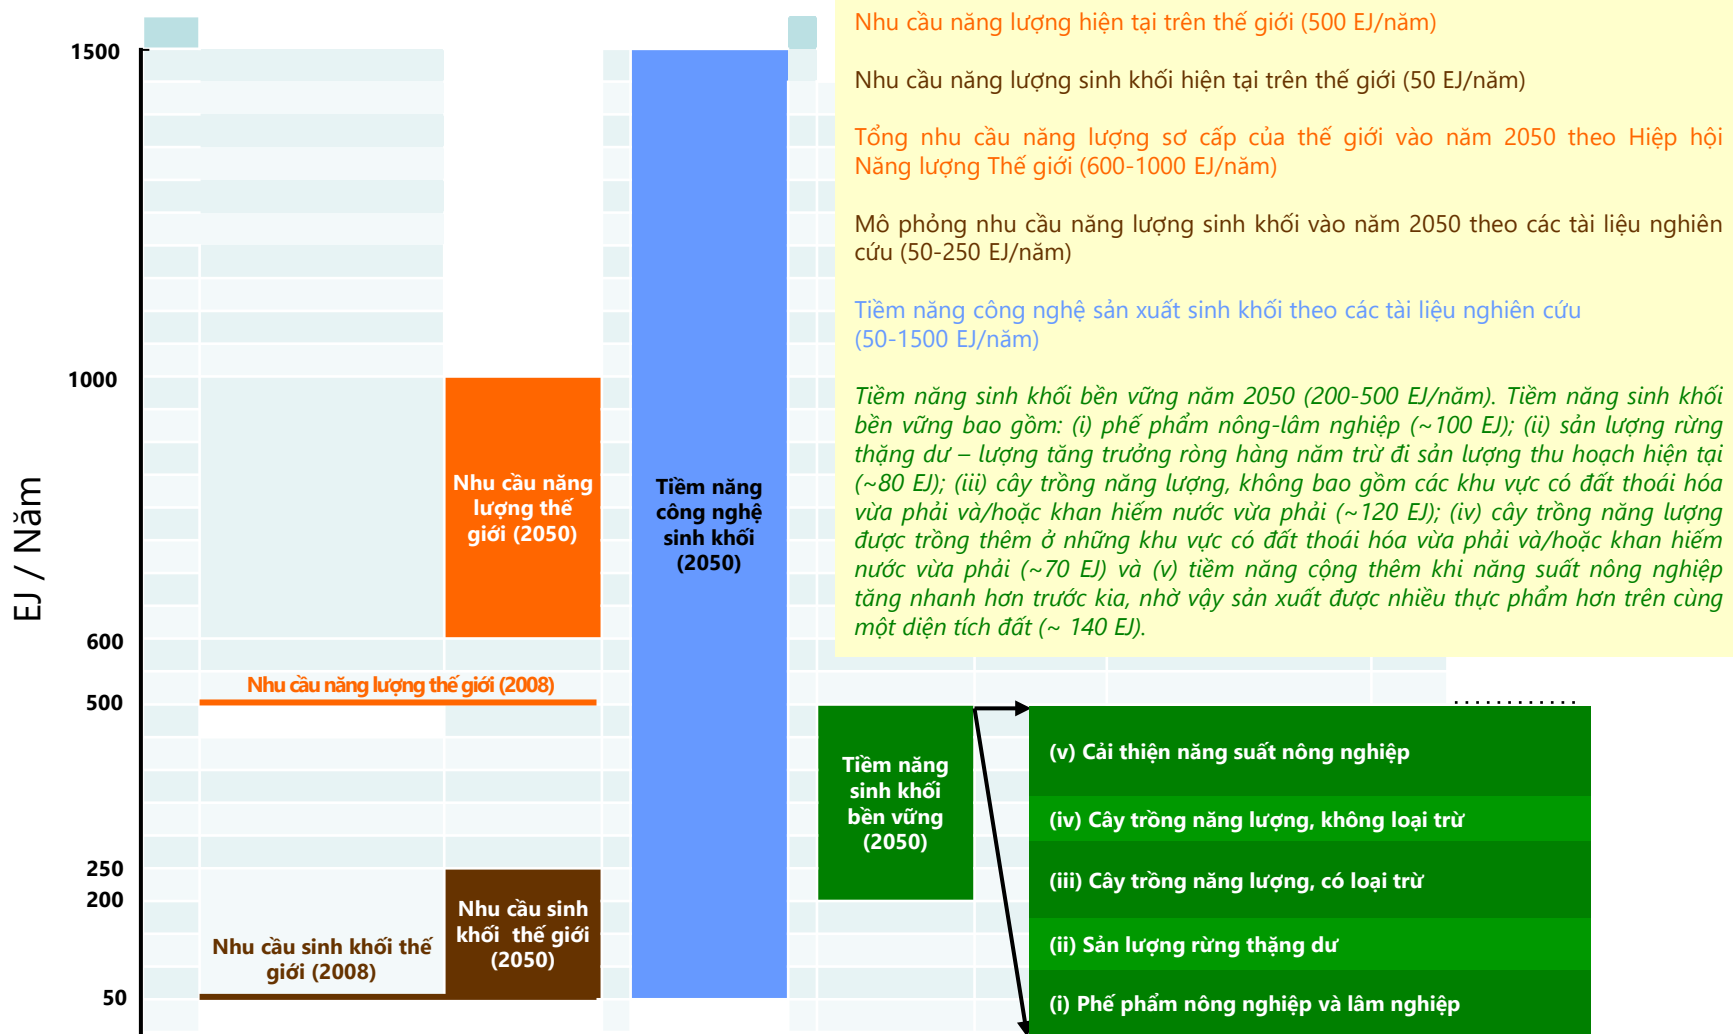 Nhu cầu năng lượng hiện tại trên thế giới (500 EJ/năm)
Nhu cầu năng lượng sinh khối hiện tại trên thế giới (50 EJ/năm)
Tổng nhu cầu năng lượng sơ cấp của thế giới vào năm 2050 theo Hiệp hội
Năng lượng Thế giới (600-1000 EJ/năm)
Mô phỏng nhu cầu năng lượng sinh khối vào năm 2050 theo các tài liệu nghiên
cứu (50-250 EJ/năm)
Tiềm năng công nghệ sản xuất sinh khối theo các tài liệu nghiên cứu
(50-1500 EJ/năm)
Tiềm năng sinh khối bền vững năm 2050 (200-500 EJ/năm). Tiềm năng sinh khối
bền vững bao gồm: (i) phế phẩm nông-lâm nghiệp (~100 EJ); (ii) sản lượng rừng
thặng dư – lượng tăng trưởng ròng hàng năm trừ đi sản lượng thu hoạch hiện tại
(~80 EJ); (iii) cây trồng năng lượng, không bao gồm các khu vực có đất thoái hóa
vừa phải và/hoặc khan hiếm nước vừa phải (~120 EJ); (iv) cây trồng năng lượng
được trồng thêm ở những khu vực có đất thoái hóa vừa phải và/hoặc khan hiếm
nước vừa phải (~70 EJ) và (v) tiềm năng cộng thêm khi năng suất nông nghiệp
tăng nhanh hơn trước kia, nhờ vậy sản xuất được nhiều thực phẩm hơn trên cùng
một diện tích đất (~ 140 EJ).
EJ / Năm
1500
1000
600
500
250
200
50
Nhu cầu năng lượng thế giới (2008)
Nhu cầu sinh khối thế
giới (2008)
Nhu cầu năng
lượng thế
giới (2050)
Nhu cầu sinh
khối thế giới
(2050)
Tiềm năng
công nghệ
sinh khối
(2050)
Tiềm năng
sinh khối
bền vững
(2050)
(v) Cải thiện năng suất nông nghiệp
(iv) Cây trồng năng lượng, không loại trừ
(iii) Cây trồng năng lượng, có loại trừ
(ii) Sản lượng rừng thặng dư
(i) Phế phẩm nông nghiệp và lâm nghiệp